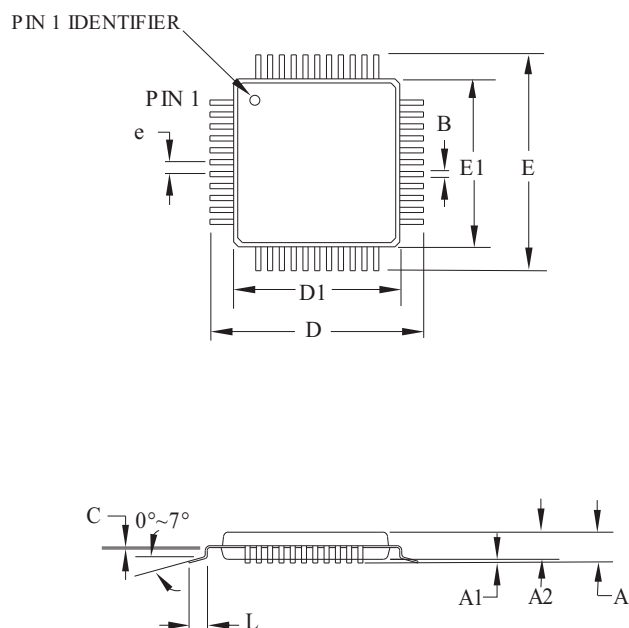 PIN 1 IDENTIFIER
PIN 1
e
B
E1
E
D1
D
C
0°~7°
A1
A2
A
L